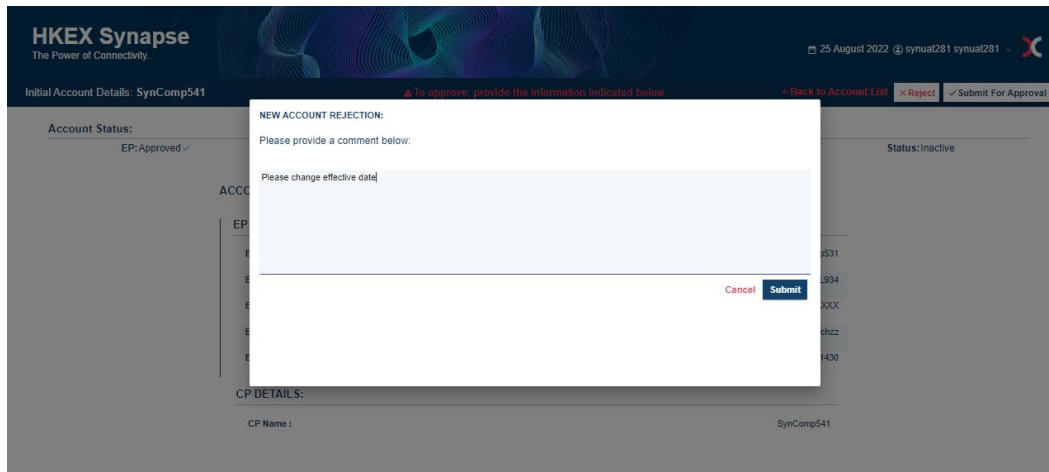 HKEX Synapse
The Power of Connectivity.
25 August 2022 synuat281 synuat281
Initial Account Details: SynComp541
To approve, provide the information indicated below
Back to Account List
Reject
Submit For Approval
Account Status:
EP:Approved
Status:Inactive
NEW ACCOUNT REJECTION:
Please provide a comment below:
Please change effective date
Cancel
Submit
CP DETAILS:
CP Name :
SynComp541